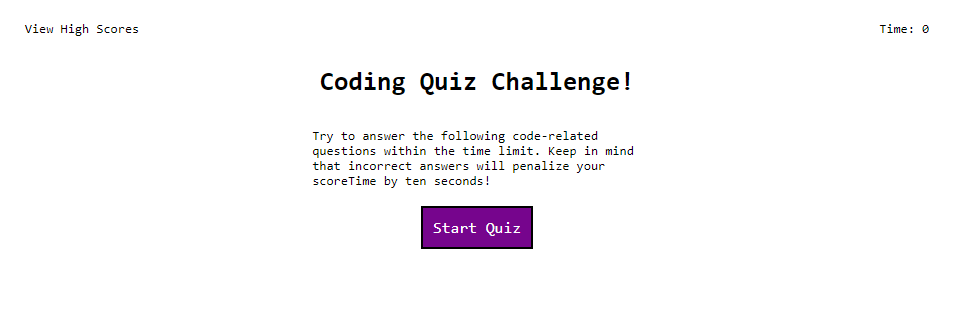 View High Scores
Time: 0
Coding Quiz Challenge!
Try to answer the following code-related
questions within the time limit. Keep in mind
that incorrect answers will penalize your
scoreTime by ten seconds!
Start Quiz